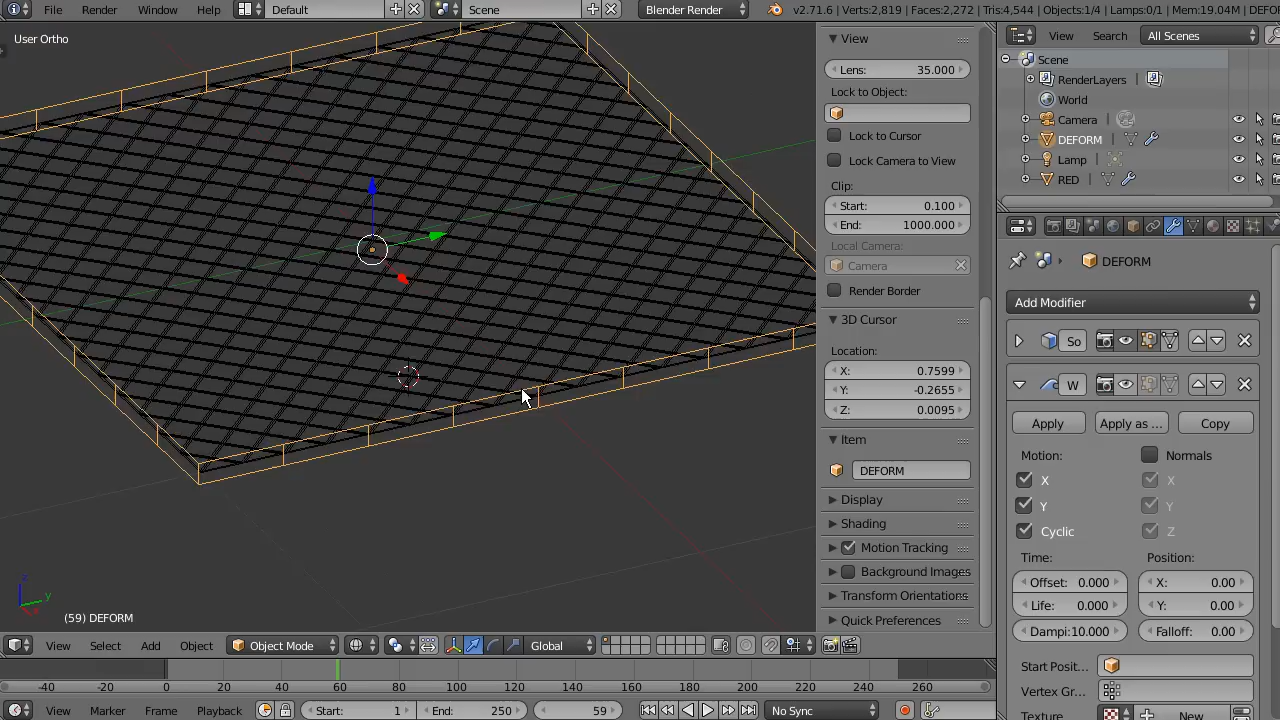 File Render Window Help Default Scene Blender Render v2.71.6 | Verts:2,819 | Faces:2,272 | Tris:4,544 | Objects:1/4 | Lamps:0/1 | Mem:19.04M | DEFO
User Ortho
View
Lens: 35.000
Lock to Object:
Lock to Cursor
Lock Camera to View
Clip:
Start: 0.100
End: 1000.000
Local Camera:
Camera
Render Border
3D Cursor
Location:
X: 0.7599
Y: -0.2655
Z: 0.0095
Item
DEFORM
Display
Shading
Motion Tracking
Background Images
Transform Orientations
Quick Preferences
View Search All Scenes
Scene
RenderLayers
World
Camera
DEFORM
Lamp
RED
DEFORM
Add Modifier
So
W
Apply Apply as ... Copy
Motion: Normals
X X
Y Y
Cyclic Z
Time: Position:
Offset: 0.000 X: 0.00
Life: 0.000 Y: 0.00
Dampi:10.000 Falloff: 0.00
Start Posit...
Vertex Gr...
Texture New
z
y
(59) DEFORM
View Select Add Object Object Mode Global
-40 -20 0 20 40 60 80 100 120 140 160 180 200 220 240 260
View Marker Frame Playback Start: 1 End: 250 59 No Sync